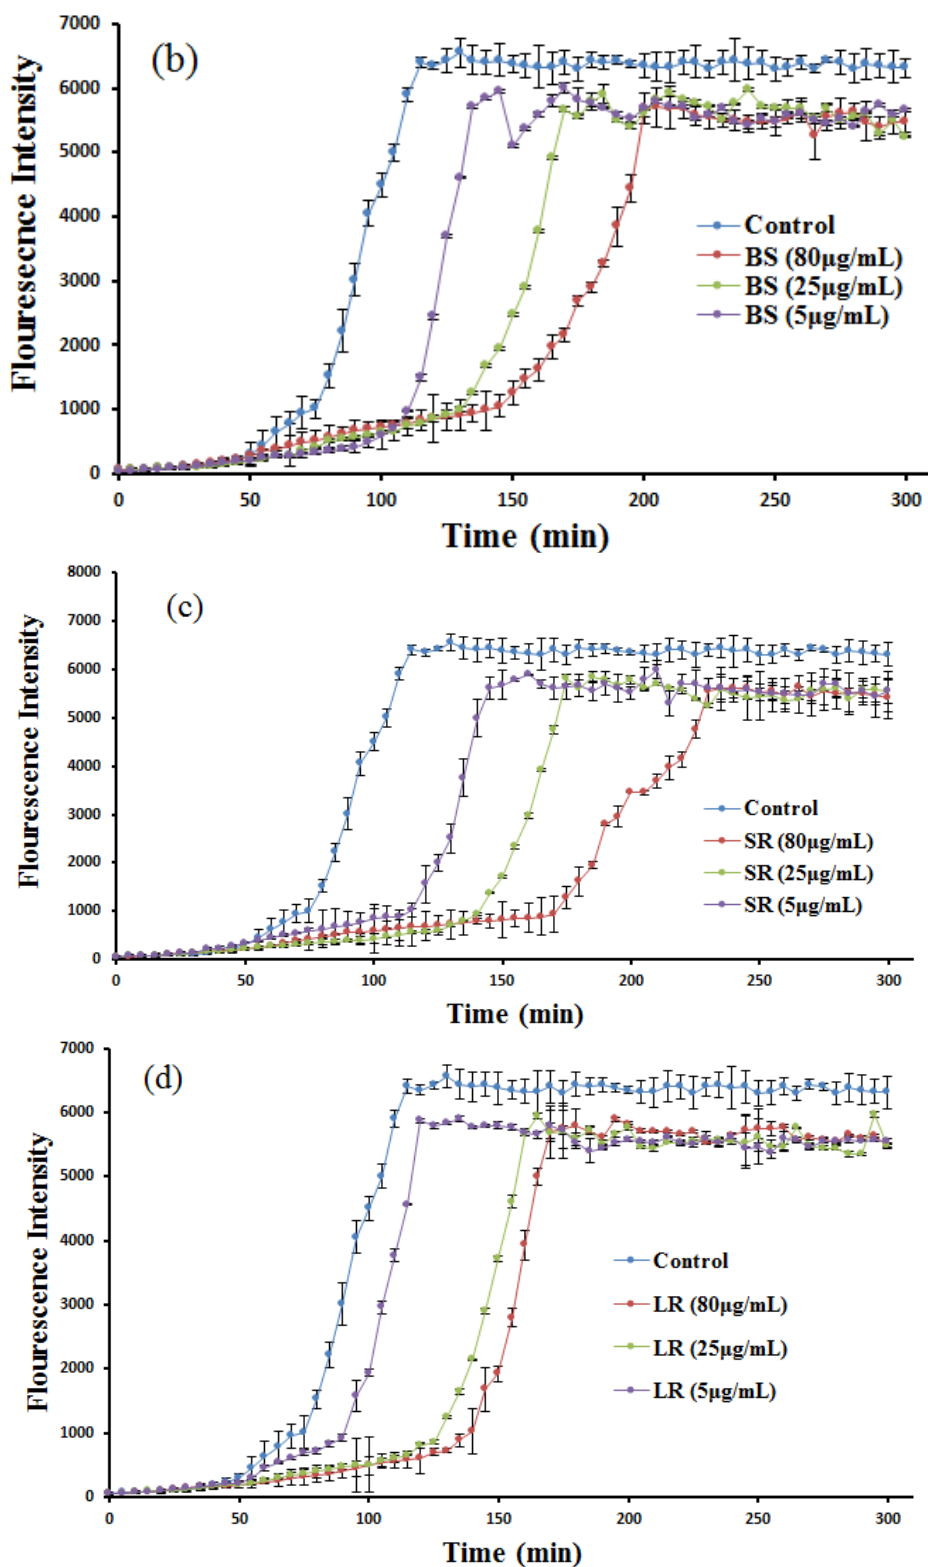 (b)
Flouresecnce Intensity
7000
6000
5000
4000
3000
2000
1000
0
Control
BS (80µg/mL)
BS (25µg/mL)
BS (5µg/mL)
0 50 100 150 200 250 300
Time (min)
(c)
Flourescence Intensity
8000
7000
6000
5000
4000
3000
2000
1000
0
Control
SR (80µg/mL)
SR (25µg/mL)
SR (5µg/mL)
0 50 100 150 200 250 300
Time (min)
(d)
Flourescence Intensity
7000
6000
5000
4000
3000
2000
1000
0
Control
LR (80µg/mL)
LR (25µg/mL)
LR (5µg/mL)
0 50 100 150 200 250 300
Time (min)